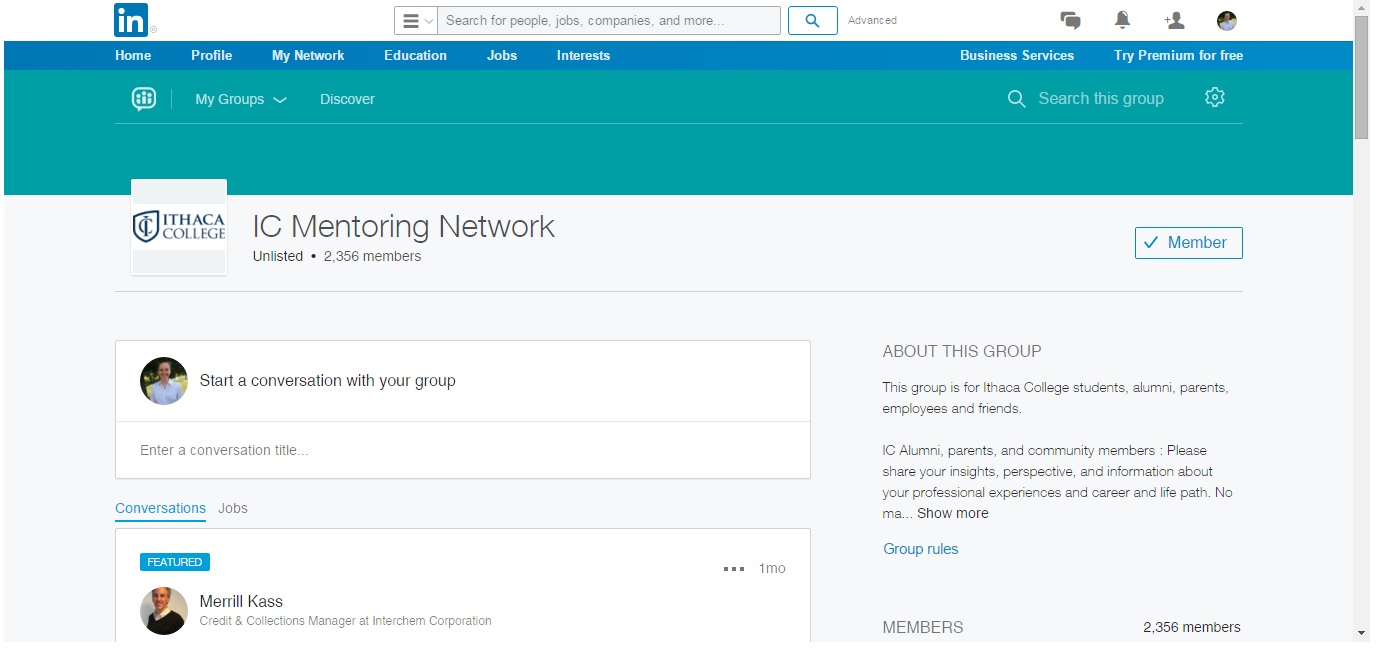 in
Search for people, jobs, companies, and more...
Advanced
Home Profile My Network Education Jobs Interests Business Services Try Premium for free
My Groups Discover Search this group
ITHACA
COLLEGE
IC Mentoring Network
Unlisted • 2,356 members
Member
Start a conversation with your group
Enter a conversation title...
Conversations Jobs
FEATURED
1mo
Merrill Kass
Credit & Collections Manager at Interchem Corporation
ABOUT THIS GROUP
This group is for Ithaca College students, alumni, parents,
employees and friends.
IC Alumni, parents, and community members : Please
share your insights, perspective, and information about
your professional experiences and career and life path. No
ma... Show more
Group rules
MEMBERS 2,356 members